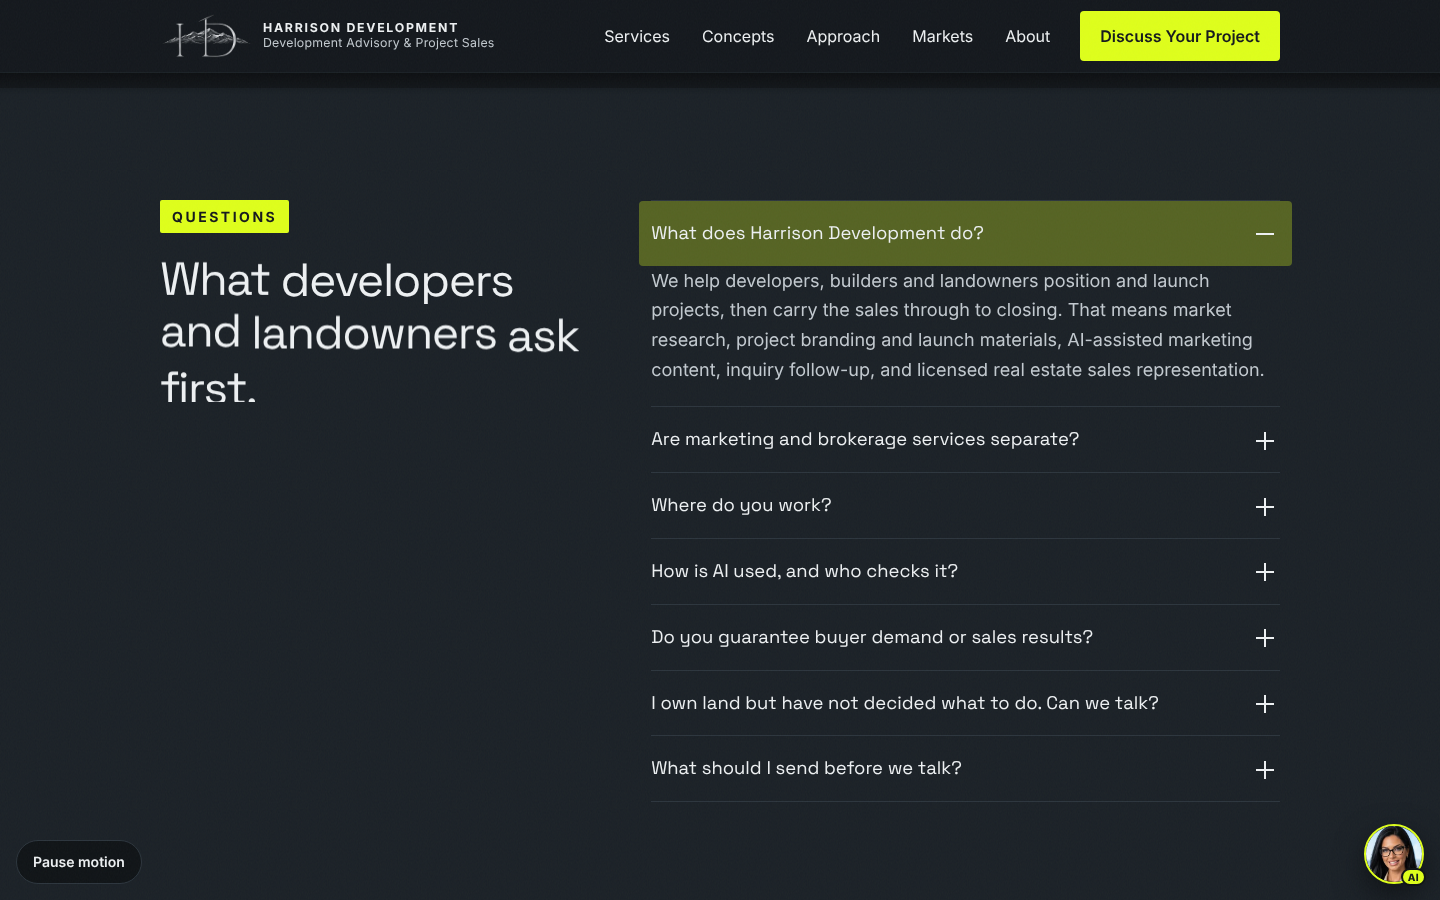 HD
HARRISON DEVELOPMENT
Development Advisory & Project Sales
Services
Concepts
Approach
Markets
About
Discuss Your Project
QUESTIONS
What developers
and landowners ask
first.
What does Harrison Development do?
We help developers, builders and landowners position and launch
projects, then carry the sales through to closing. That means market
research, project branding and launch materials, AI-assisted marketing
content, inquiry follow-up, and licensed real estate sales representation.
Are marketing and brokerage services separate?
Where do you work?
How is AI used, and who checks it?
Do you guarantee buyer demand or sales results?
I own land but have not decided what to do. Can we talk?
What should I send before we talk?
Pause motion
AI